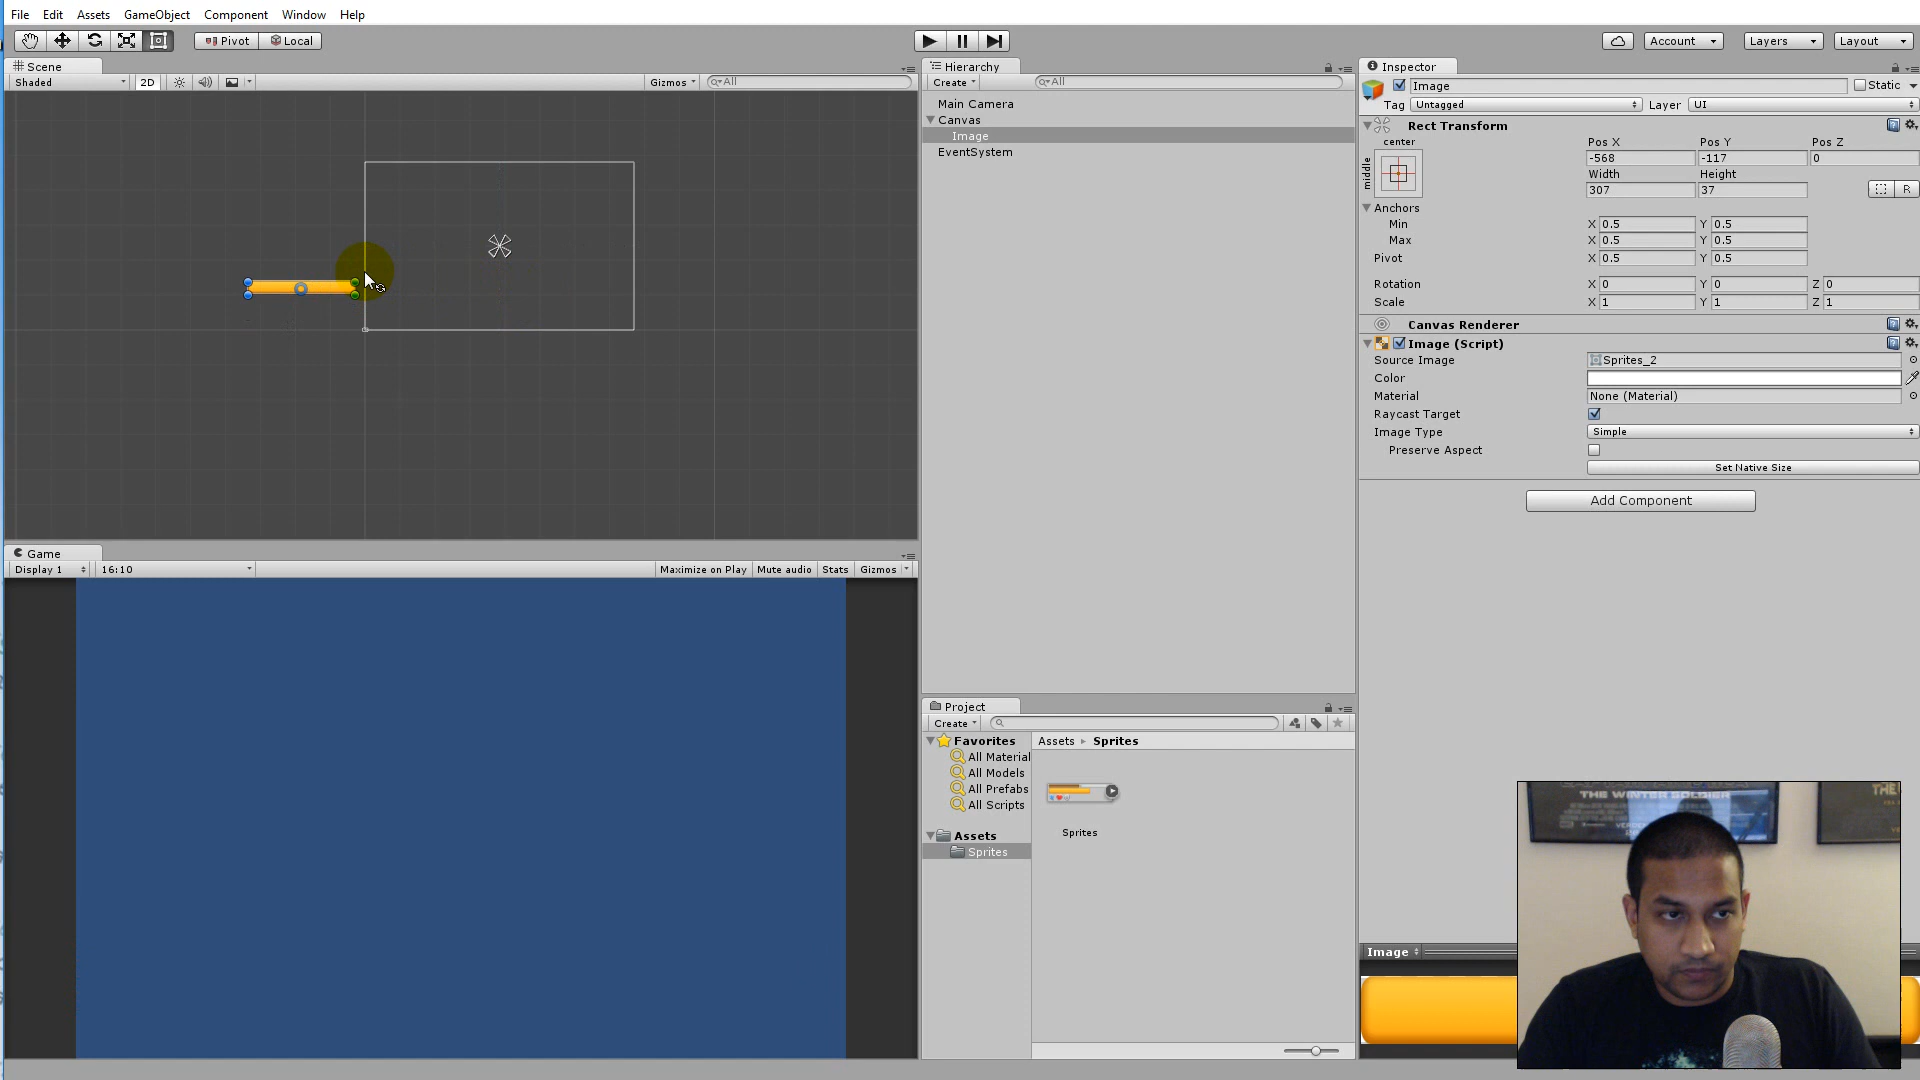 File Edit Assets GameObject Component Window Help
Pivot Local Account Layers Layout
Scene
Shaded 2D Gizmos All
Game
Display 1 16:10 Maximize on Play Mute audio Stats Gizmos
Hierarchy
Create All
Main Camera
Canvas
Image
EventSystem
Project
Create
Favorites
All Material
All Models
All Prefabs
All Scripts
Assets
Sprites
Assets Sprites
Sprites
Inspector
Image Static
Tag Untagged Layer UI
Rect Transform
center
middle
Pos X Pos Y Pos Z
-568 -117 0
Width Height
307 37 R
Anchors
Min X 0.5 Y 0.5
Max X 0.5 Y 0.5
Pivot X 0.5 Y 0.5
Rotation X 0 Y 0 Z 0
Scale X 1 Y 1 Z 1
Canvas Renderer
Image (Script)
Source Image Sprites_2
Color
Material None (Material)
Raycast Target
Image Type Simple
Preserve Aspect
Set Native Size
Add Component
Image
THE WINTER SOLDIER
THE